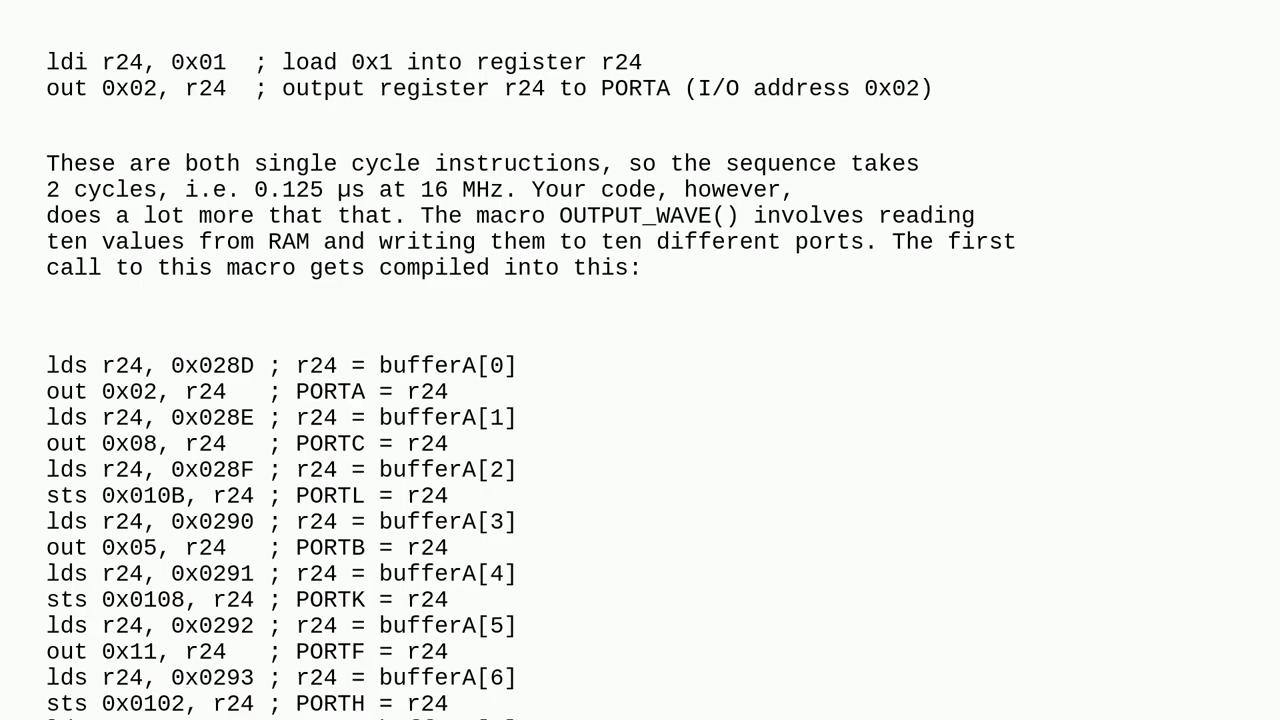 ldi r24, 0x01  ; load 0x1 into register r24
out 0x02, r24  ; output register r24 to PORTA (I/O address 0x02)
These are both single cycle instructions, so the sequence takes
2 cycles, i.e. 0.125 µs at 16 MHz. Your code, however,
does a lot more that that. The macro OUTPUT_WAVE() involves reading
ten values from RAM and writing them to ten different ports. The first
call to this macro gets compiled into this:
lds r24, 0x028D ; r24 = bufferA[0]
out 0x02, r24   ; PORTA = r24
lds r24, 0x028E ; r24 = bufferA[1]
out 0x08, r24   ; PORTC = r24
lds r24, 0x028F ; r24 = bufferA[2]
sts 0x010B, r24 ; PORTL = r24
lds r24, 0x0290 ; r24 = bufferA[3]
out 0x05, r24   ; PORTB = r24
lds r24, 0x0291 ; r24 = bufferA[4]
sts 0x0108, r24 ; PORTK = r24
lds r24, 0x0292 ; r24 = bufferA[5]
out 0x11, r24   ; PORTF = r24
lds r24, 0x0293 ; r24 = bufferA[6]
sts 0x0102, r24 ; PORTH = r24